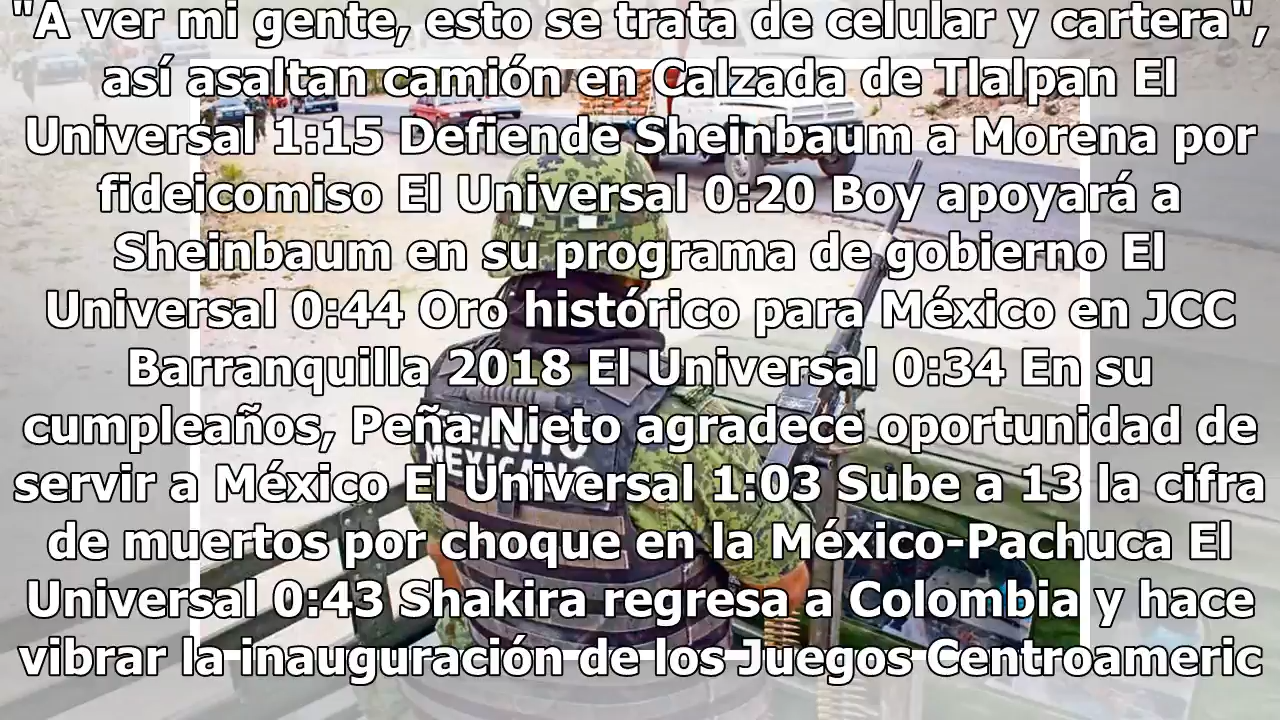 "A ver mi gente, esto se trata de celular y cartera",
así asaltan camión en Calzada de Tlalpan El
Universal 1:15 Defiende Sheinbaum a Morena por
fideicomiso El Universal 0:20 Boy apoyará a
Sheinbaum en su programa de gobierno El
Universal 0:44 Oro histórico para México en JCC
Barranquilla 2018 El Universal 0:34 En su
cumpleaños, Peña Nieto agradece oportunidad de
servir a México El Universal 1:03 Sube a 13 la cifra
de muertos por choque en la México-Pachuca El
Universal 0:43 Shakira regresa a Colombia y hace
vibrar la inauguración de los Juegos Centroameric
MEXICANO